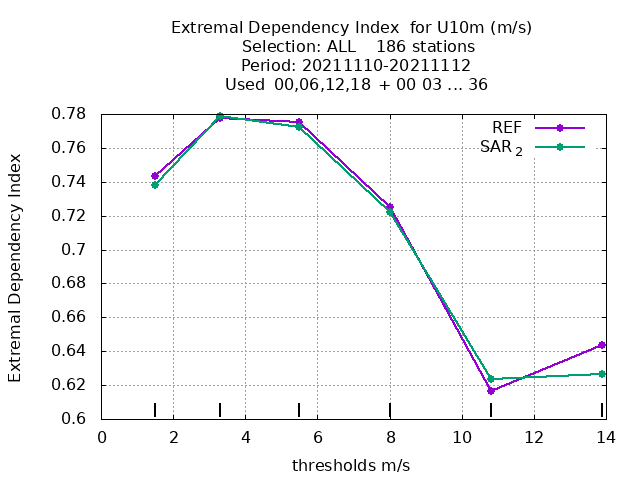 Extremal Dependency Index for U10m (m/s)
Selection: ALL 186 stations
Period: 20211110-20211112
Used 00,06,12,18 + 00 03 ... 36
REF
SAR 2
0.78
0.76
0.74
0.72
0.7
0.68
0.66
0.64
0.62
0.6
Extremal Dependency Index
0 2 4 6 8 10 12 14
thresholds m/s